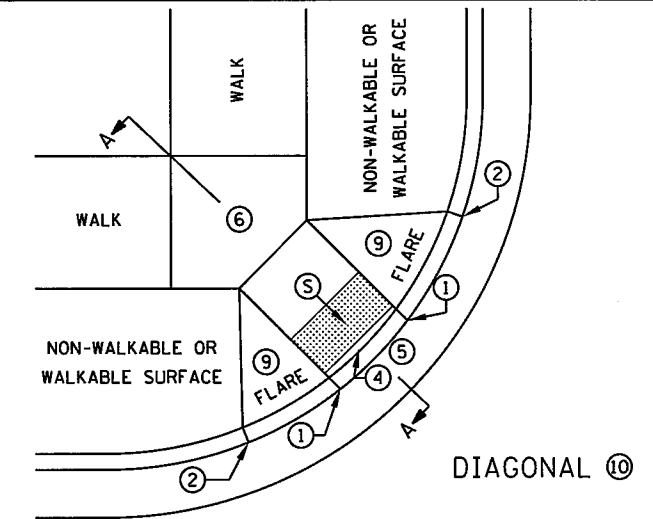 WALK
NON-WALKABLE OR
WALKABLE SURFACE
A
2
WALK
6
9
FLARE
S
1
NON-WALKABLE OR
WALKABLE SURFACE
5
9
FLARE
4
A
1
2
DIAGONAL 10